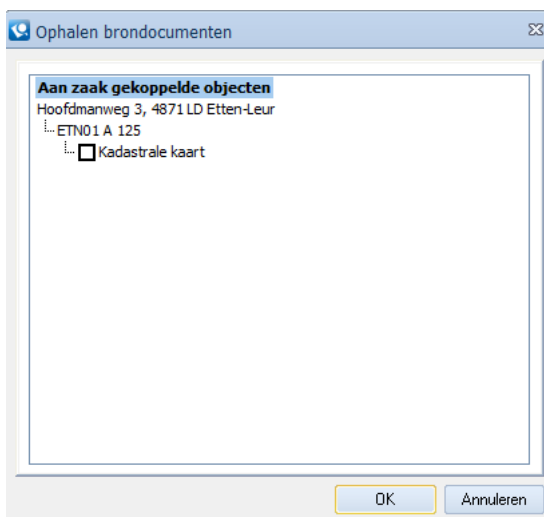 Ophalen brondocumenten
Aan zaak gekoppelde objecten
Hoofdmanweg 3, 4871 LD Etten-Leur
ETN01 A 125
Kadastrale kaart
OK
Annuleren